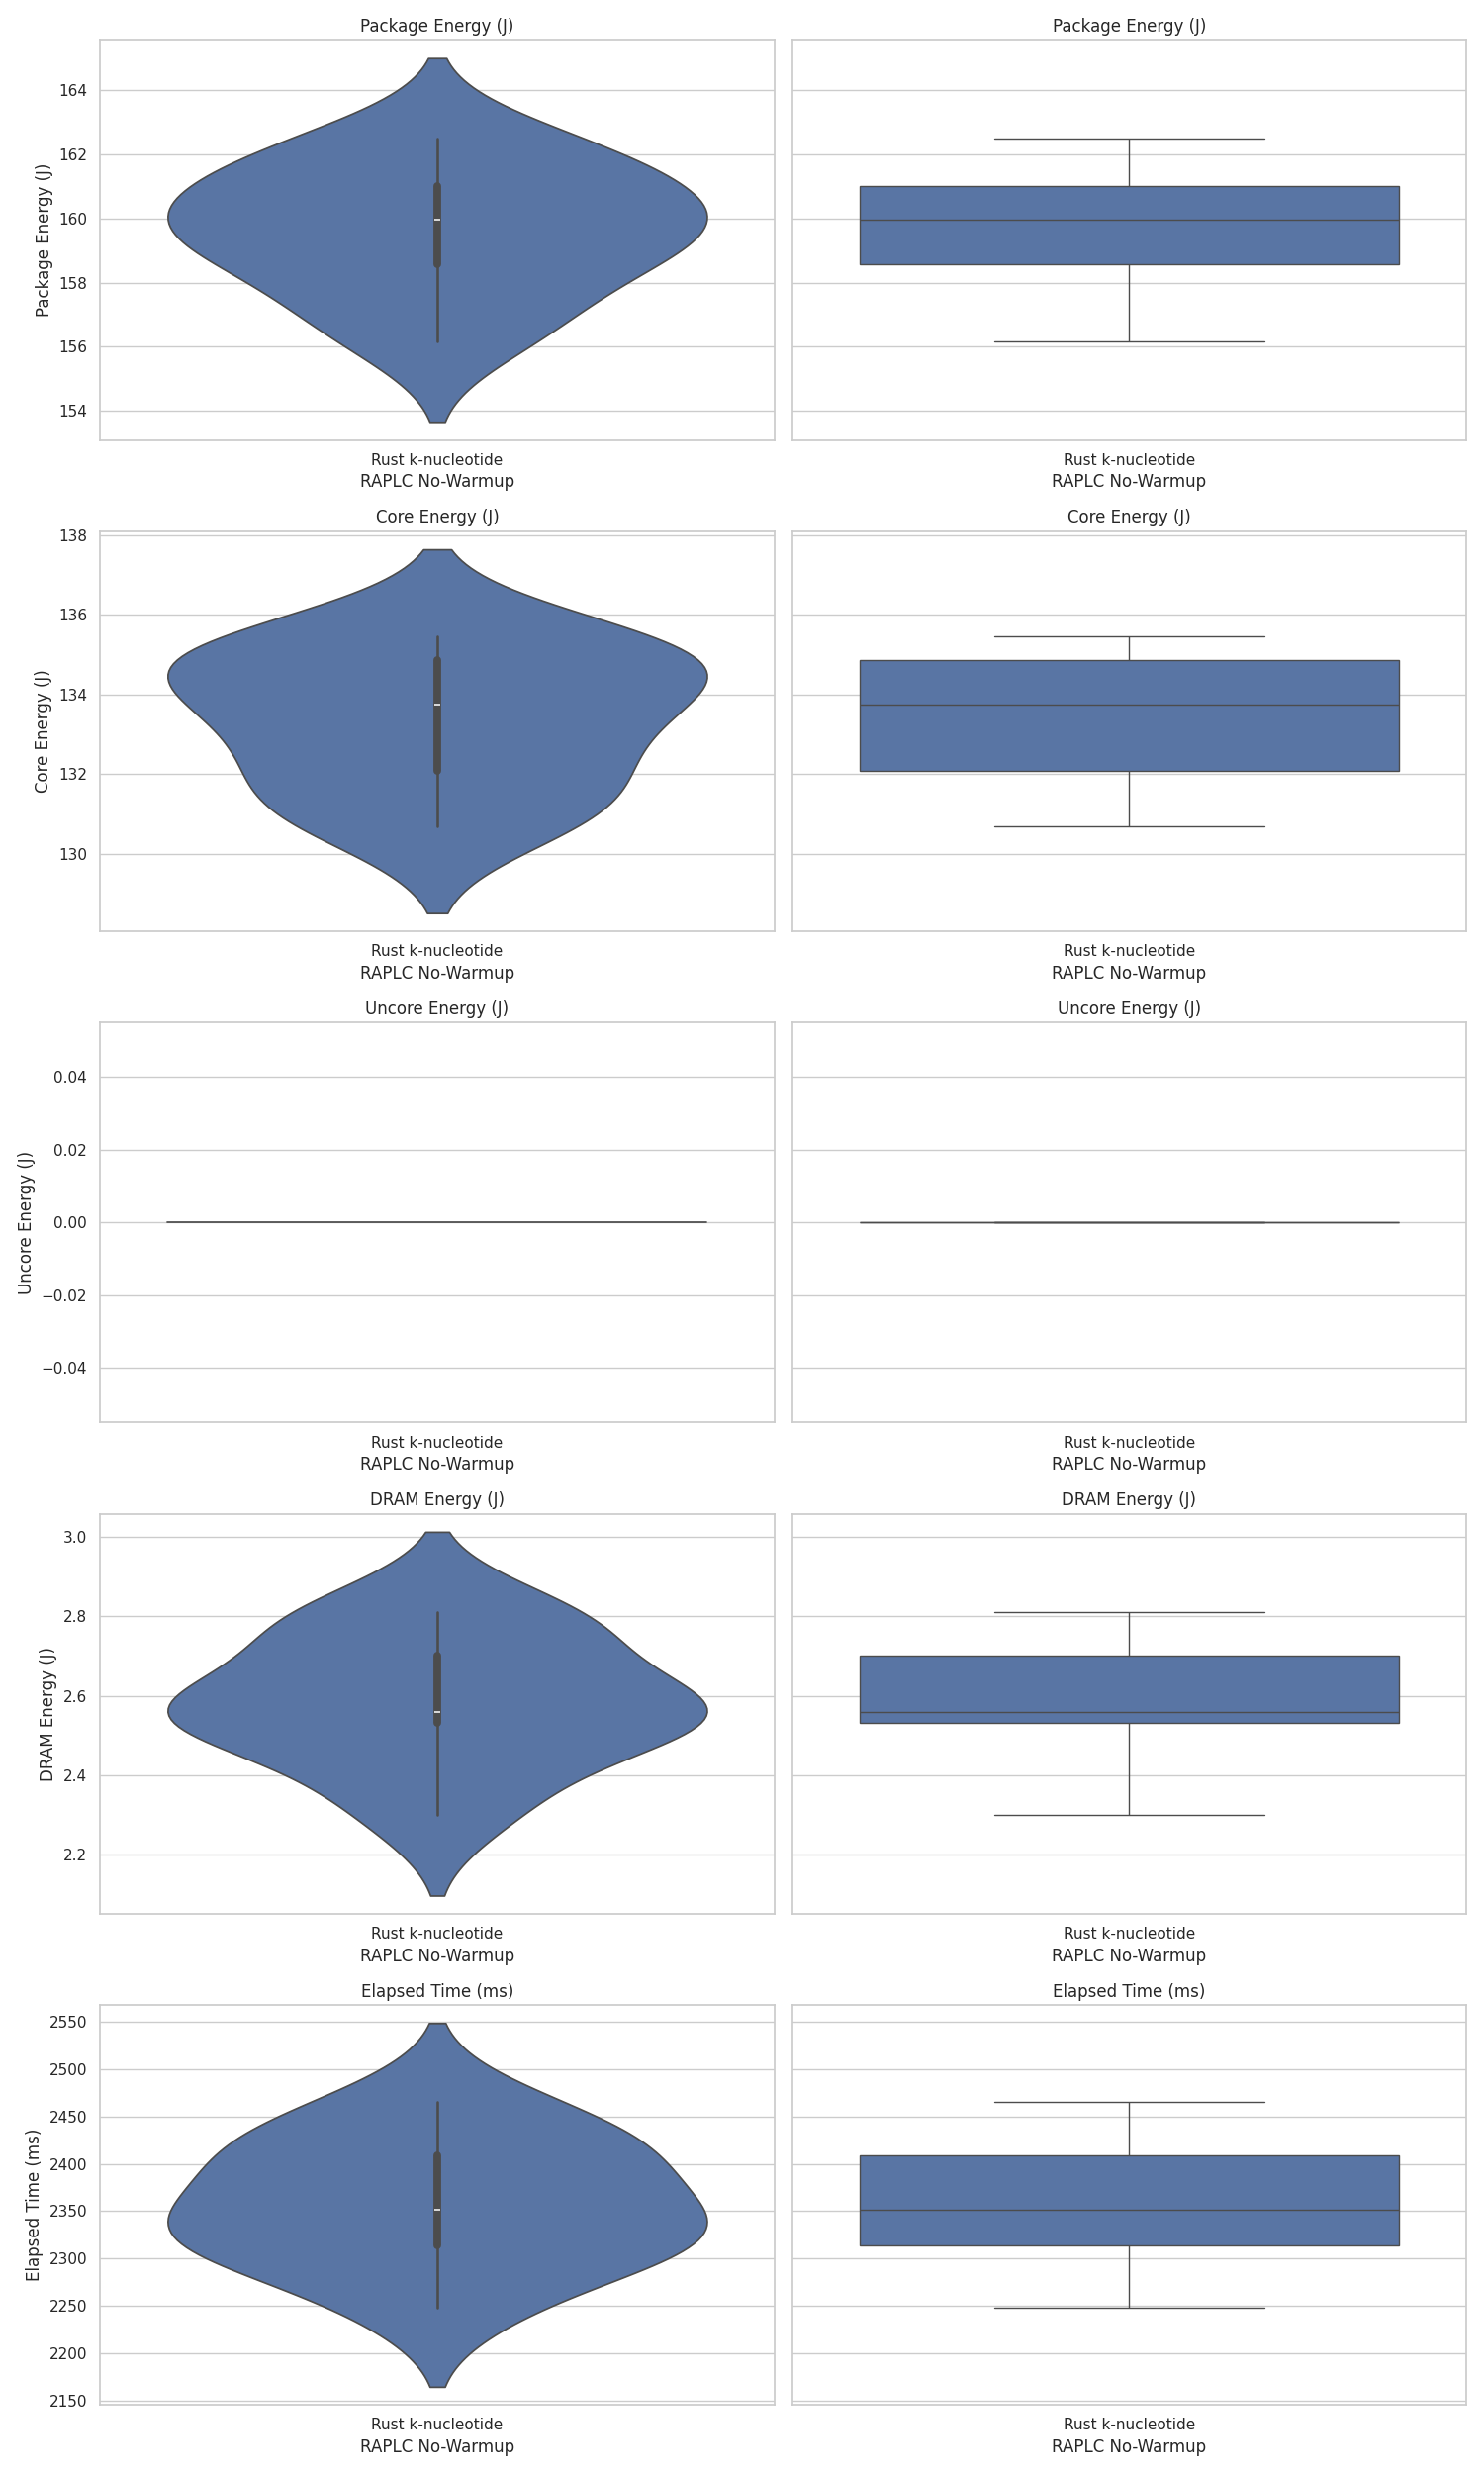 Package Energy (J)
Package Energy (J)
Package Energy (J)
164
162
160
158
156
154
Rust k-nucleotide
RAPLC No-Warmup
Rust k-nucleotide
RAPLC No-Warmup
Core Energy (J)
Core Energy (J)
Core Energy (J)
138
136
134
132
130
Rust k-nucleotide
RAPLC No-Warmup
Rust k-nucleotide
RAPLC No-Warmup
Uncore Energy (J)
Uncore Energy (J)
Uncore Energy (J)
0.04
0.02
0.00
−0.02
−0.04
Rust k-nucleotide
RAPLC No-Warmup
Rust k-nucleotide
RAPLC No-Warmup
DRAM Energy (J)
DRAM Energy (J)
DRAM Energy (J)
3.0
2.8
2.6
2.4
2.2
Rust k-nucleotide
RAPLC No-Warmup
Rust k-nucleotide
RAPLC No-Warmup
Elapsed Time (ms)
Elapsed Time (ms)
Elapsed Time (ms)
2550
2500
2450
2400
2350
2300
2250
2200
2150
Rust k-nucleotide
RAPLC No-Warmup
Rust k-nucleotide
RAPLC No-Warmup